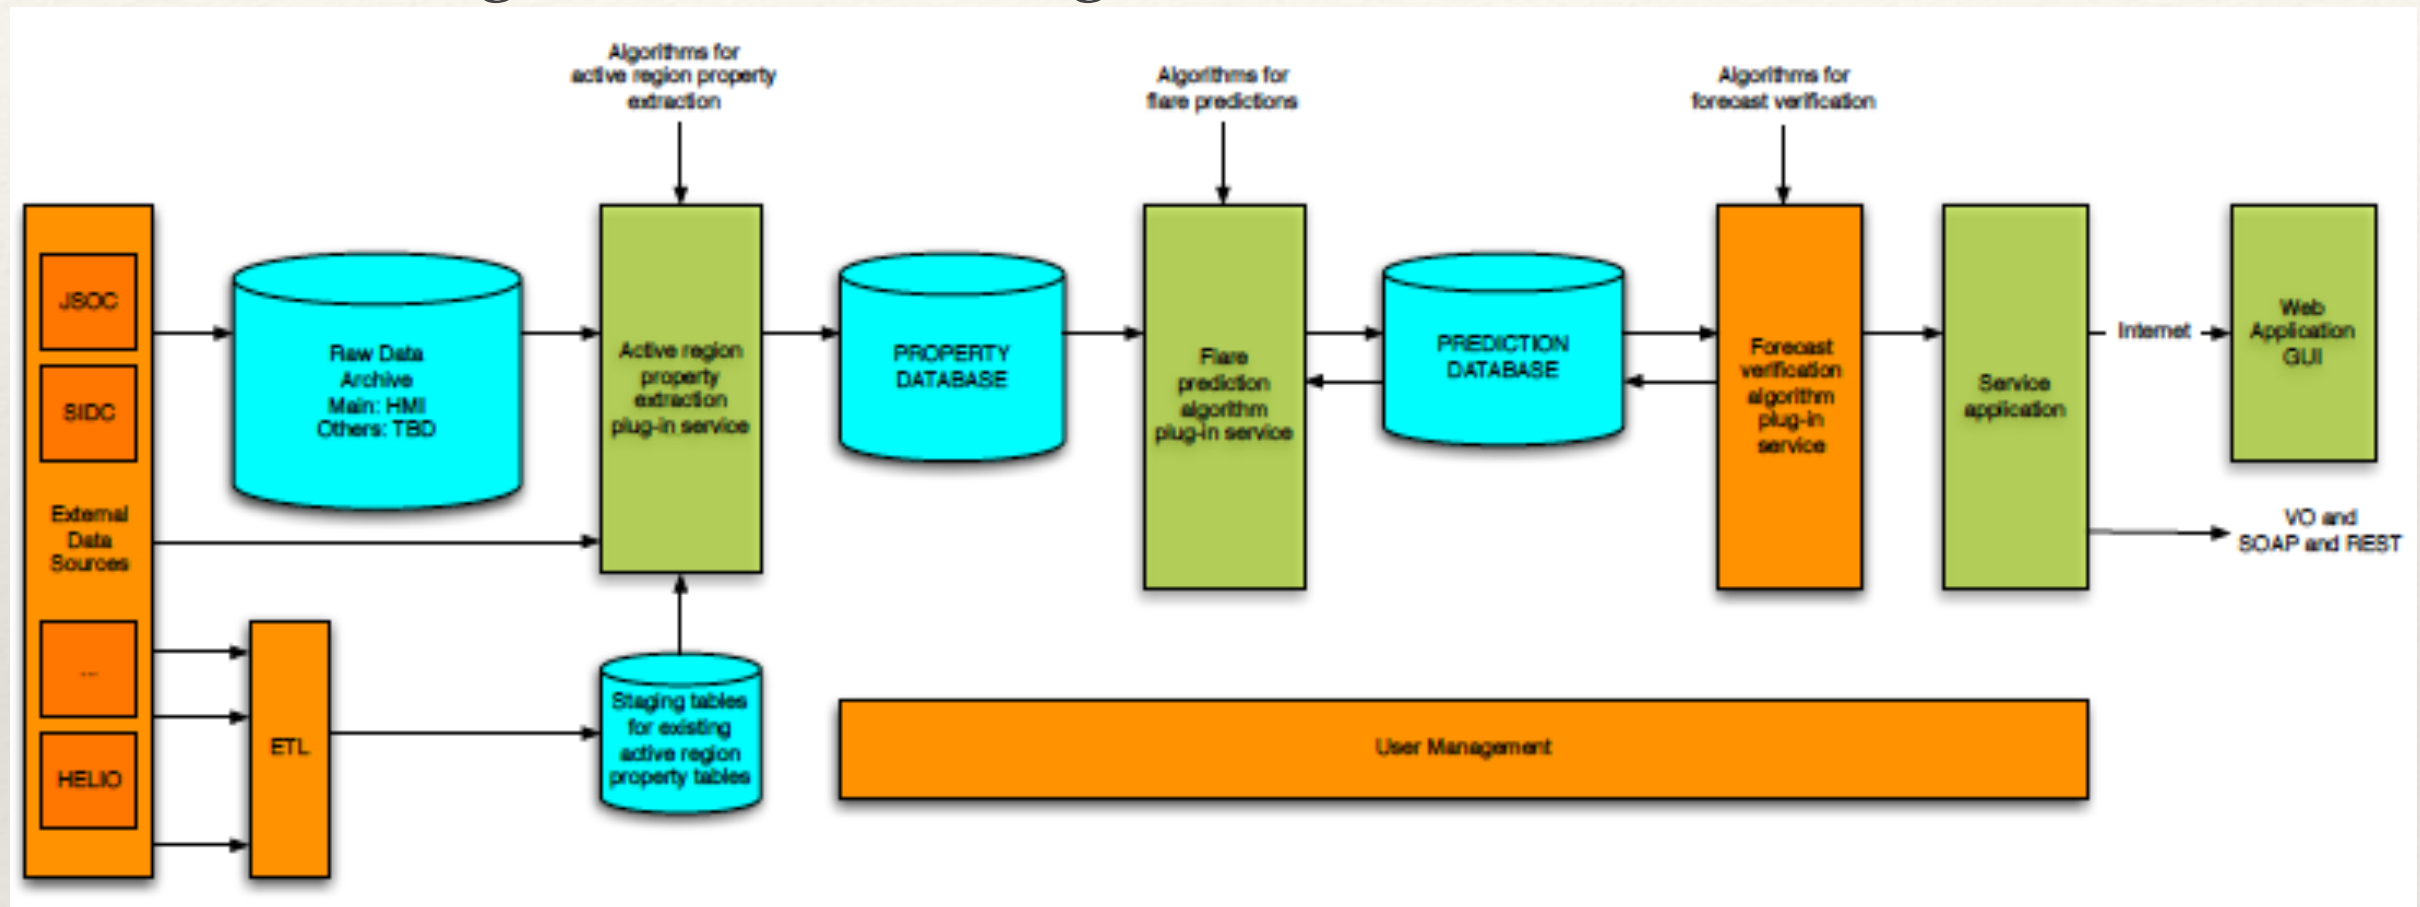 Algorithms for
active region property
extraction
Algorithms for
flare predictions
Algorithms for
forecast verification
JSOC
SIDC
External
Data
Sources
...
HELIO
Raw Data
Archive
Main: HMI
Others: TBD
ETL
Active region
property
extraction
plug-in service
Staging tables
for existing
active region
property tables
PROPERTY
DATABASE
Flare
prediction
algorithm
plug-in service
PREDICTION
DATABASE
Forecast
verification
algorithm
plug-in
service
Service
application
Internet
Web
Application
GUI
VO and
SOAP and REST
User Management